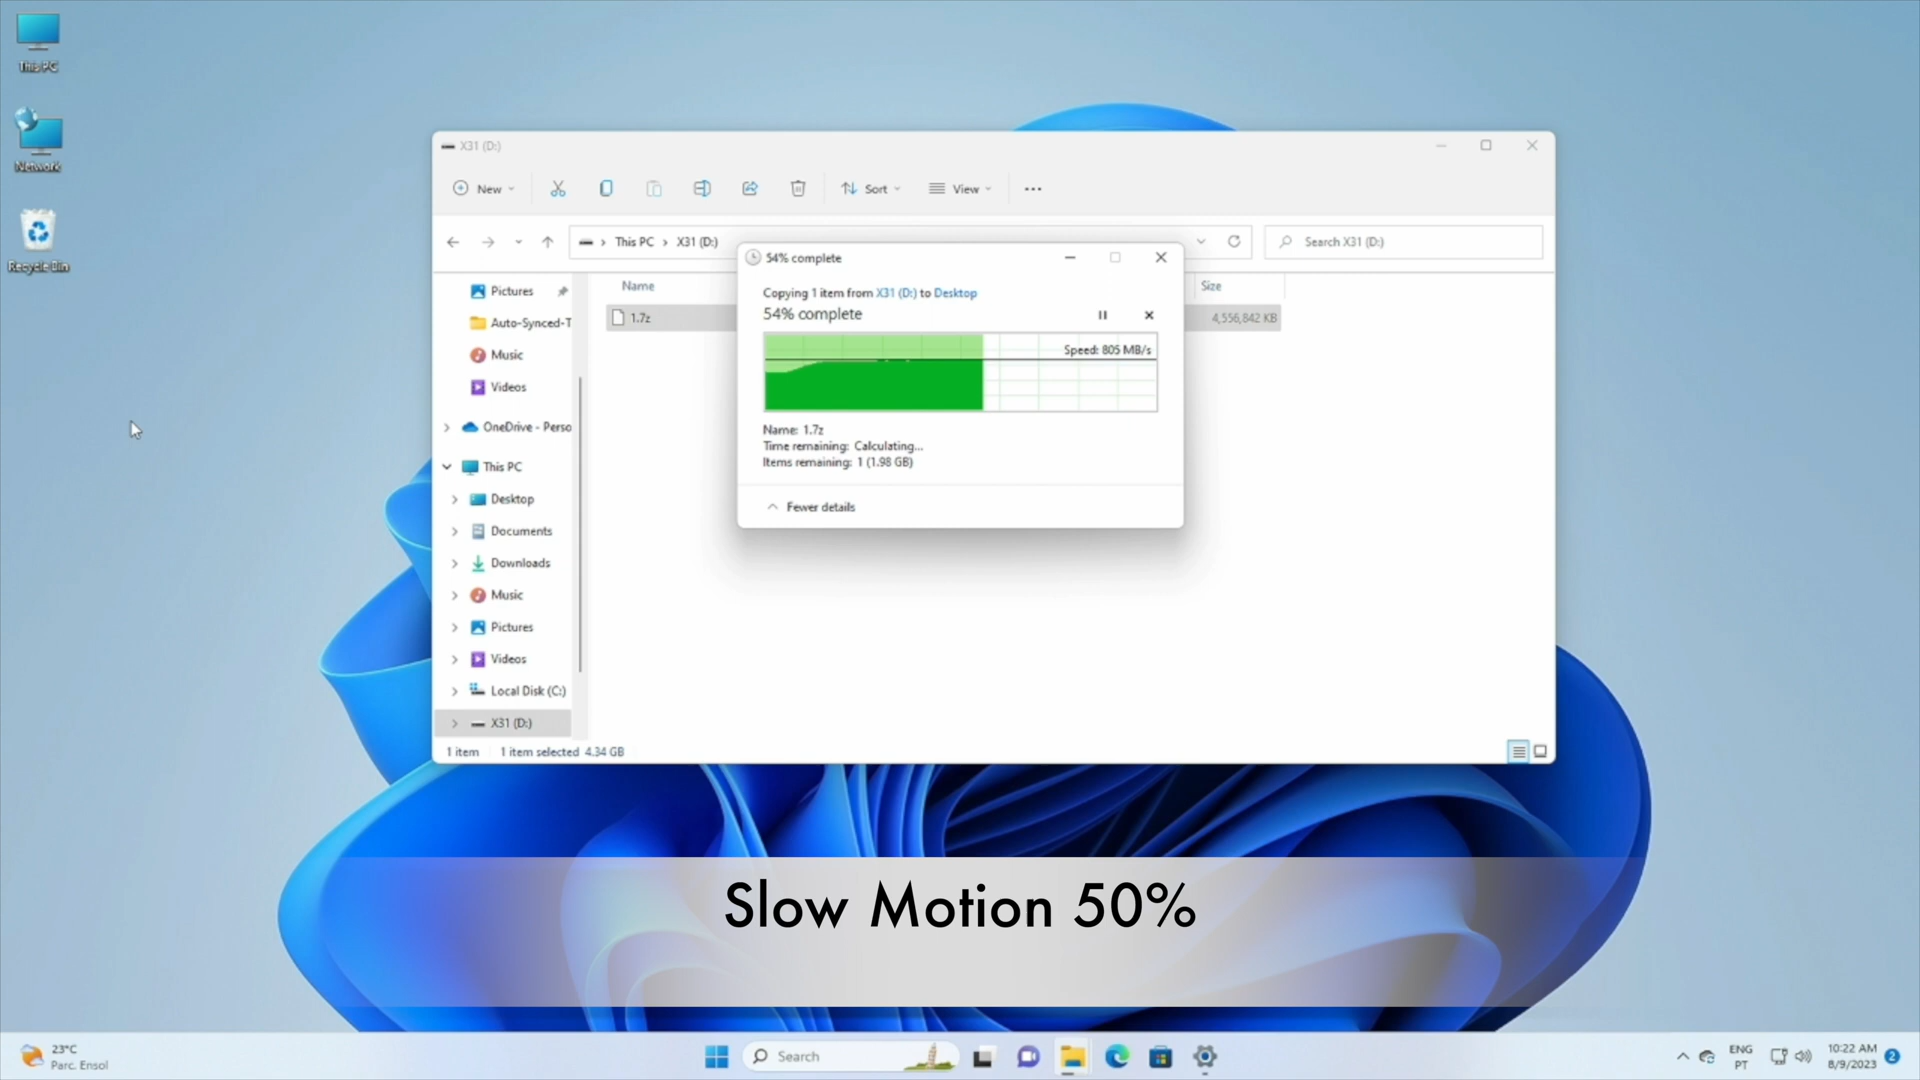 This PC
Network
Recycle Bin
X31 (D:)
New
Sort
View
This PC
X31 (D:)
Search X31 (D:)
Pictures
Auto-Synced-T
Music
Videos
OneDrive - Perso
This PC
Desktop
Documents
Downloads
Music
Pictures
Videos
Local Disk (C:)
X31 (D:)
Name
Size
1.7z
4,556,842 KB
54% complete
Copying 1 item from X31 (D:) to Desktop
54% complete
Speed: 805 MB/s
Name: 1.7z
Time remaining: Calculating...
Items remaining: 1 (1.98 GB)
Fewer details
1 item
1 item selected 4.34 GB
Slow Motion 50%
23°C
Parc. Ensol
Search
ENG
PT
10:22 AM
8/9/2023
2